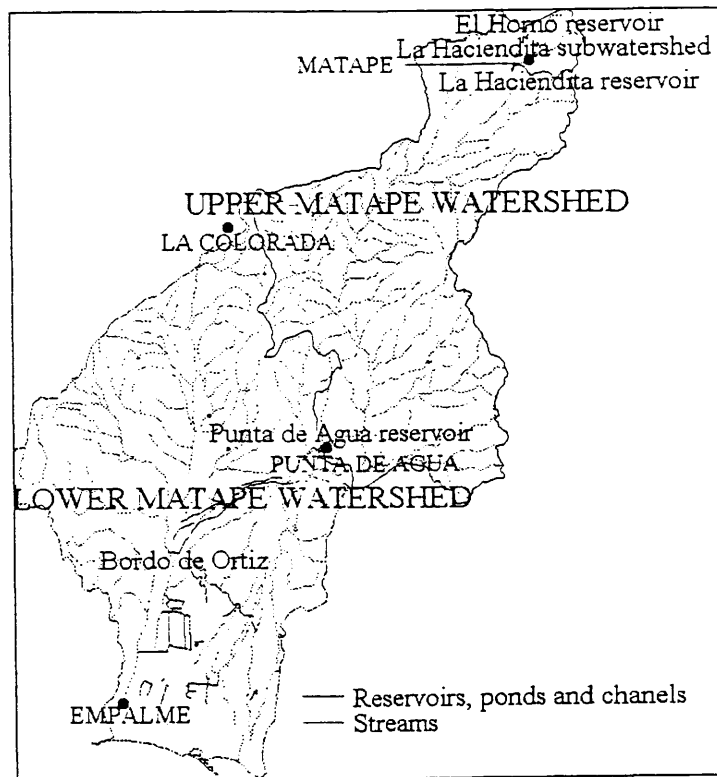 El Horno reservoir
La Haciendita subwatershed
MATAPE
La Haciendita reservoir
UPPER MATAPE WATERSHED
LA COLORADA
Punta de Agua reservoir
PUNTA DE AGUA
LOWER MATAPE WATERSHED
Bordo de Ortiz
Reservoirs, ponds and chanels
EMPALME
Streams